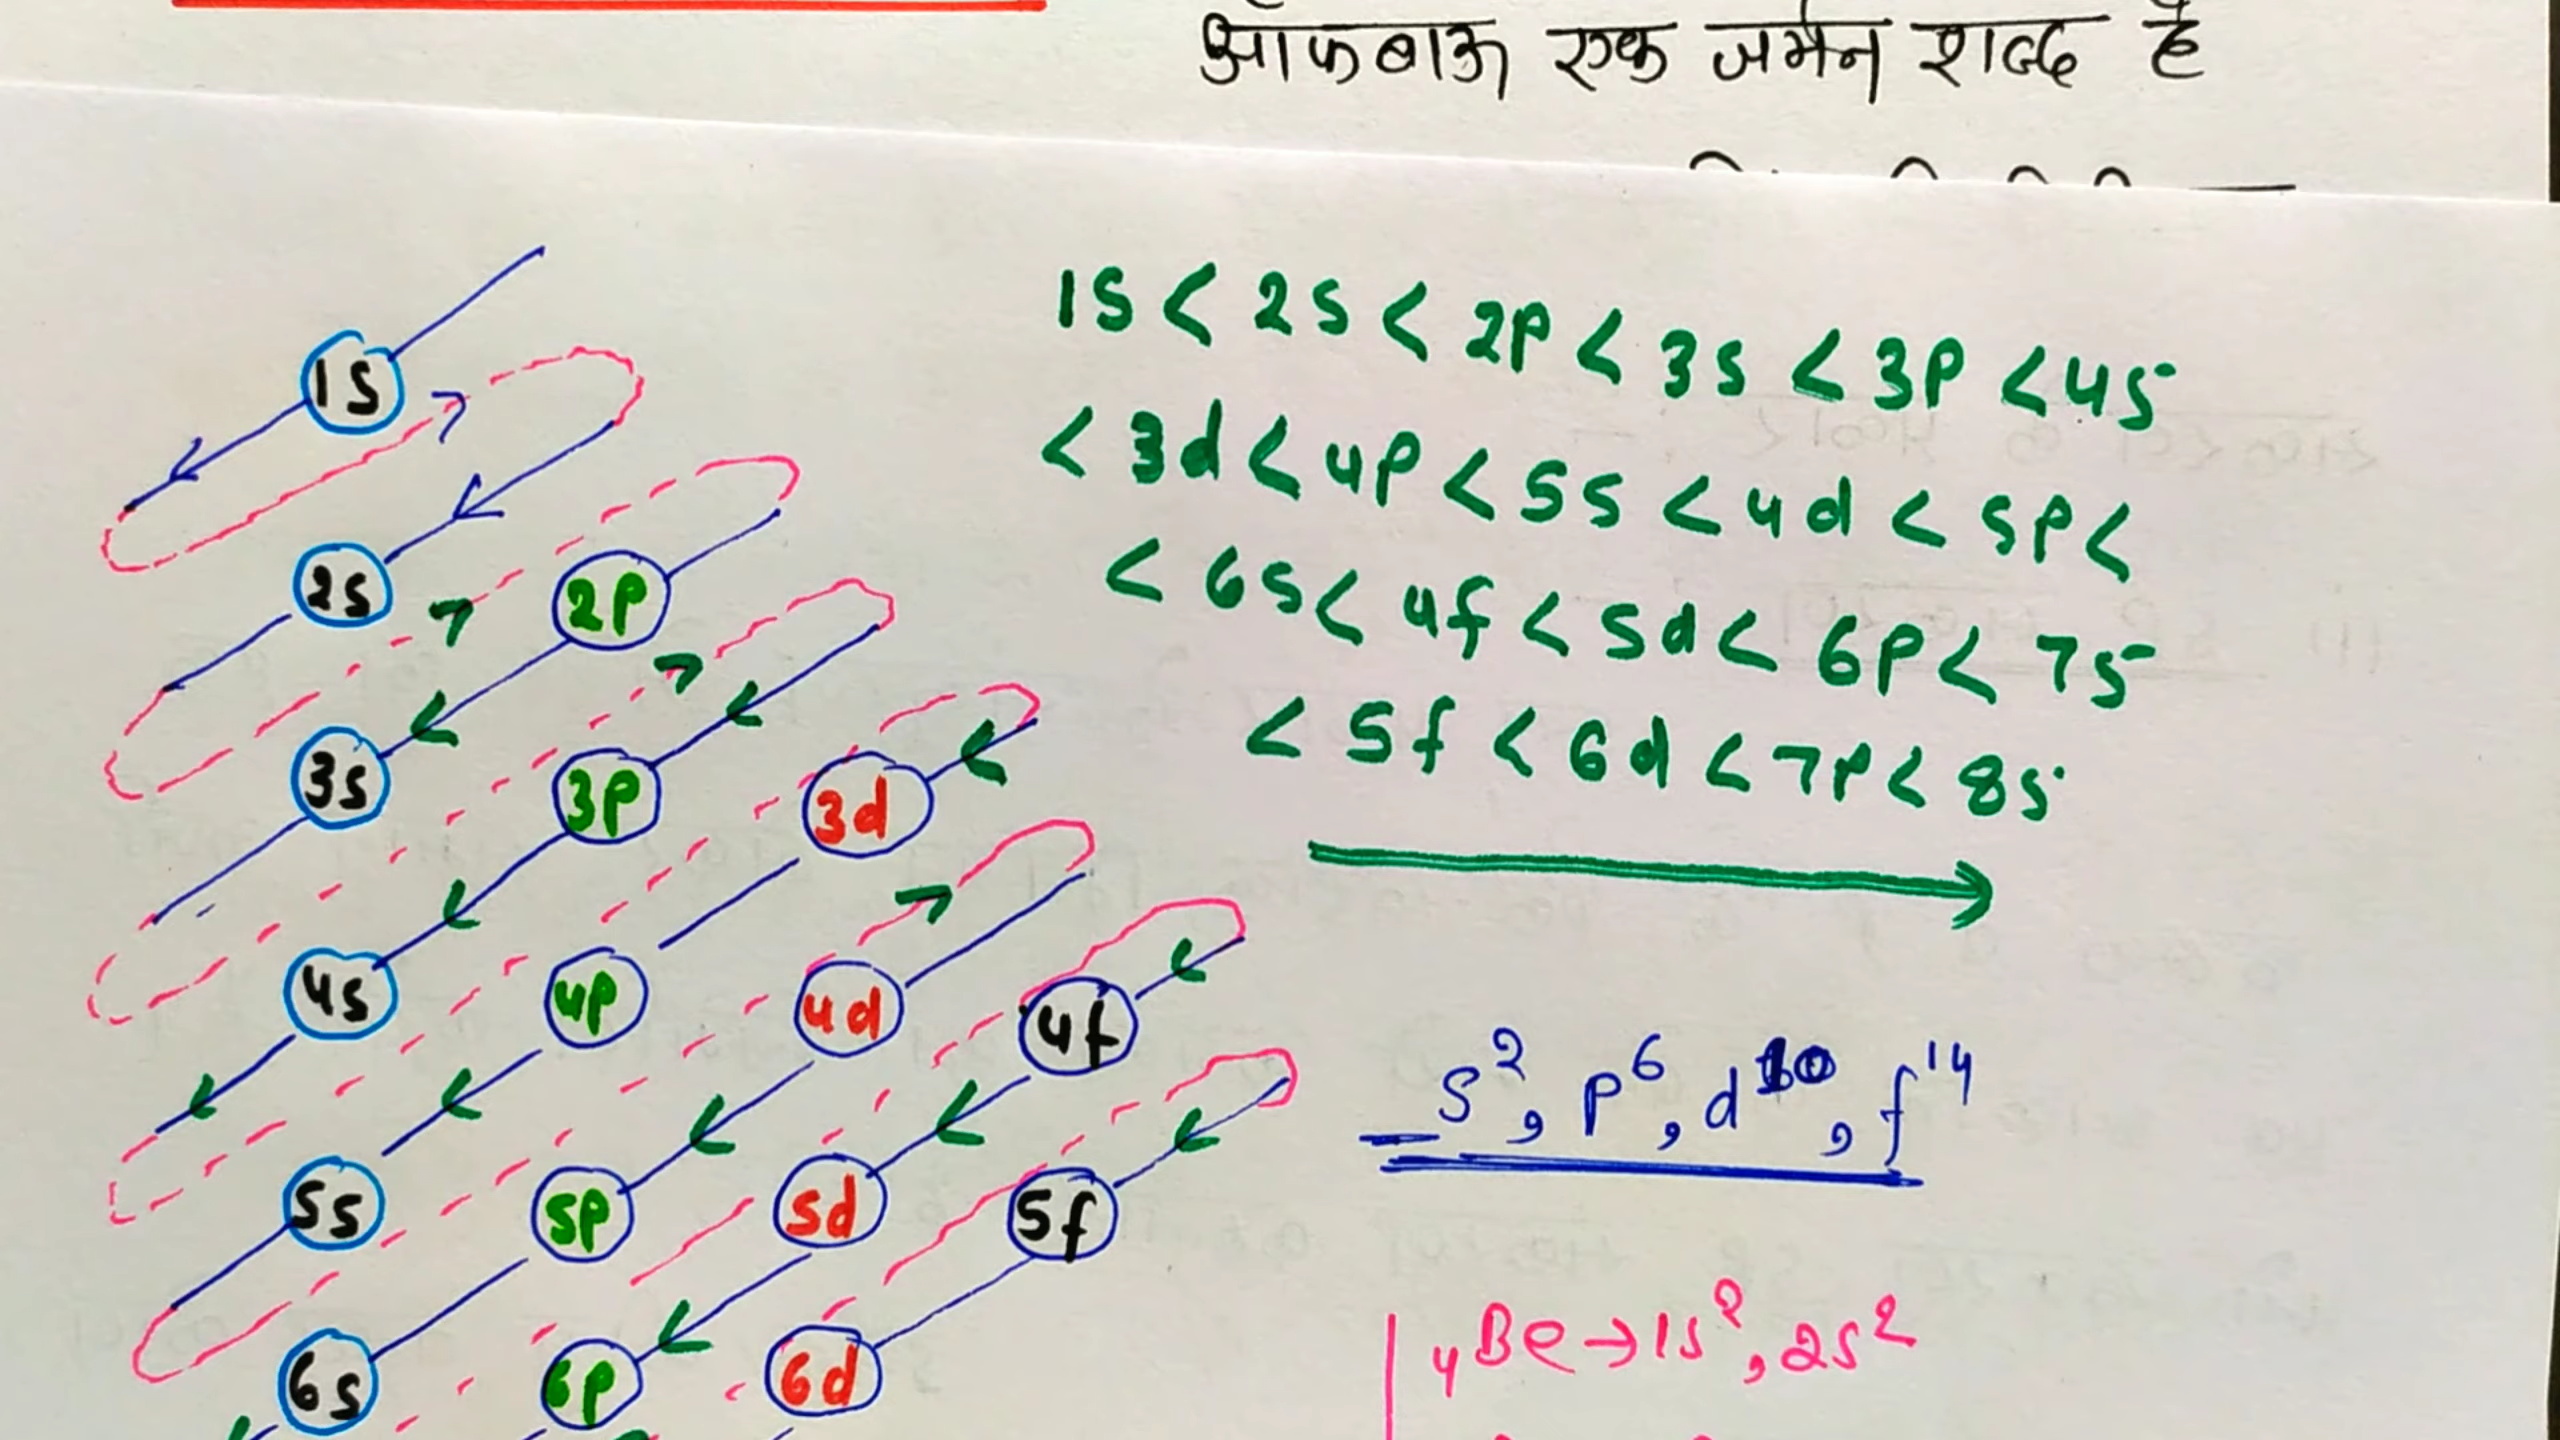 ऑफबाऊ एक जर्मन शब्द है
1s < 2s < 2p < 3s < 3p < 4s
< 3d < 4p < 5s < 4d < 5p <
< 6s < 4f < 5d < 6p < 7s
< 5f < 6d < 7p < 8s
1s
2s 2p
3s 3p 3d
4s 4p 4d 4f
5s 5p 5d 5f
6s 6p 6d
s², p⁶, d¹⁰, f¹⁴
₄Be → 1s², 2s²